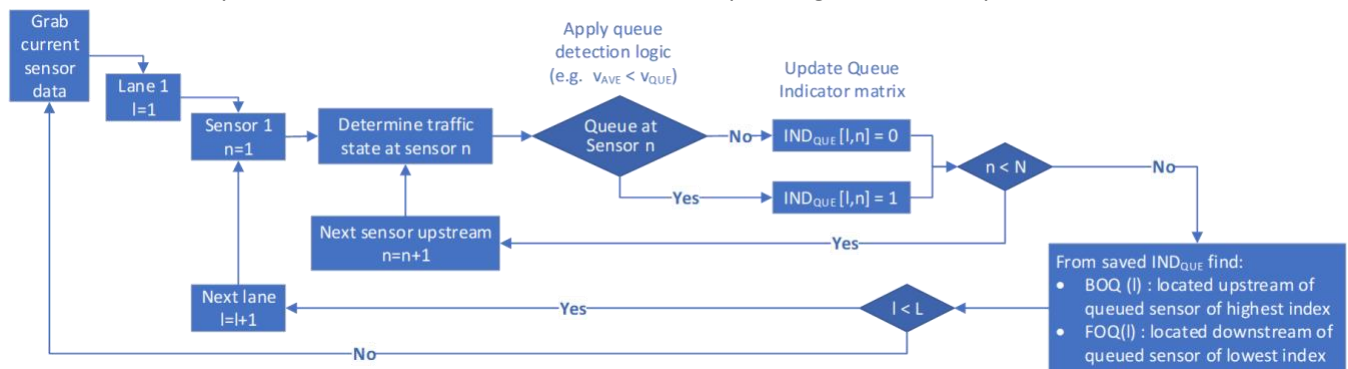 Grab
current
sensor
data
Lane 1
l=1
Sensor 1
n=1
Determine traffic
state at sensor n
Apply queue
detection logic
(e.g. vAVE < vQUE)
Queue at
Sensor n
No
Yes
Update Queue
Indicator matrix
INDQUE[l,n] = 0
INDQUE[l,n] = 1
n < N
No
Yes
Next sensor upstream
n=n+1
From saved INDQUE find:
• BOQ (l) : located upstream of
queued sensor of highest index
• FOQ(l) : located downstream of
queued sensor of lowest index
l < L
Yes
Next lane
l=l+1
No